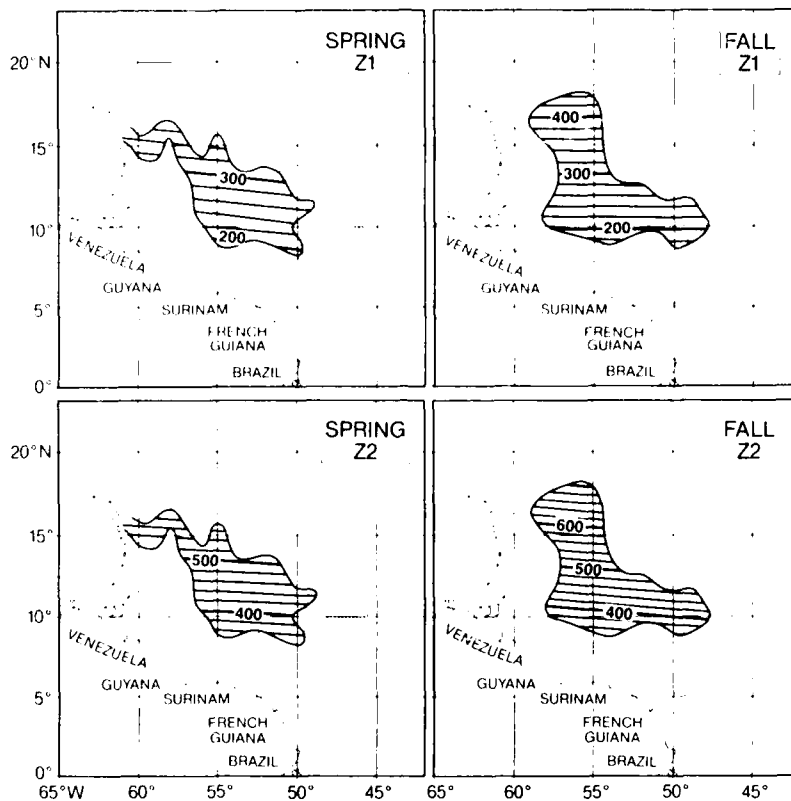 SPRING
Z1
20°N
300
15°
200
10°
VENEZUELA
GUYANA
5°
SURINAM
FRENCH
GUIANA
BRAZIL
0°
FALL
Z1
400
300
200
VENEZUELA
GUYANA
SURINAM
FRENCH
GUIANA
BRAZIL
SPRING
Z2
20°N
15°
500
400
10°
VENEZUELA
GUYANA
SURINAM
5°
FRENCH
GUIANA
BRAZIL
0°
65°W
60°
55°
50°
45°
FALL
Z2
600
500
400
VENEZUELA
GUYANA
SURINAM
FRENCH
GUIANA
BRAZIL
65°
60°
55°
50°
45°